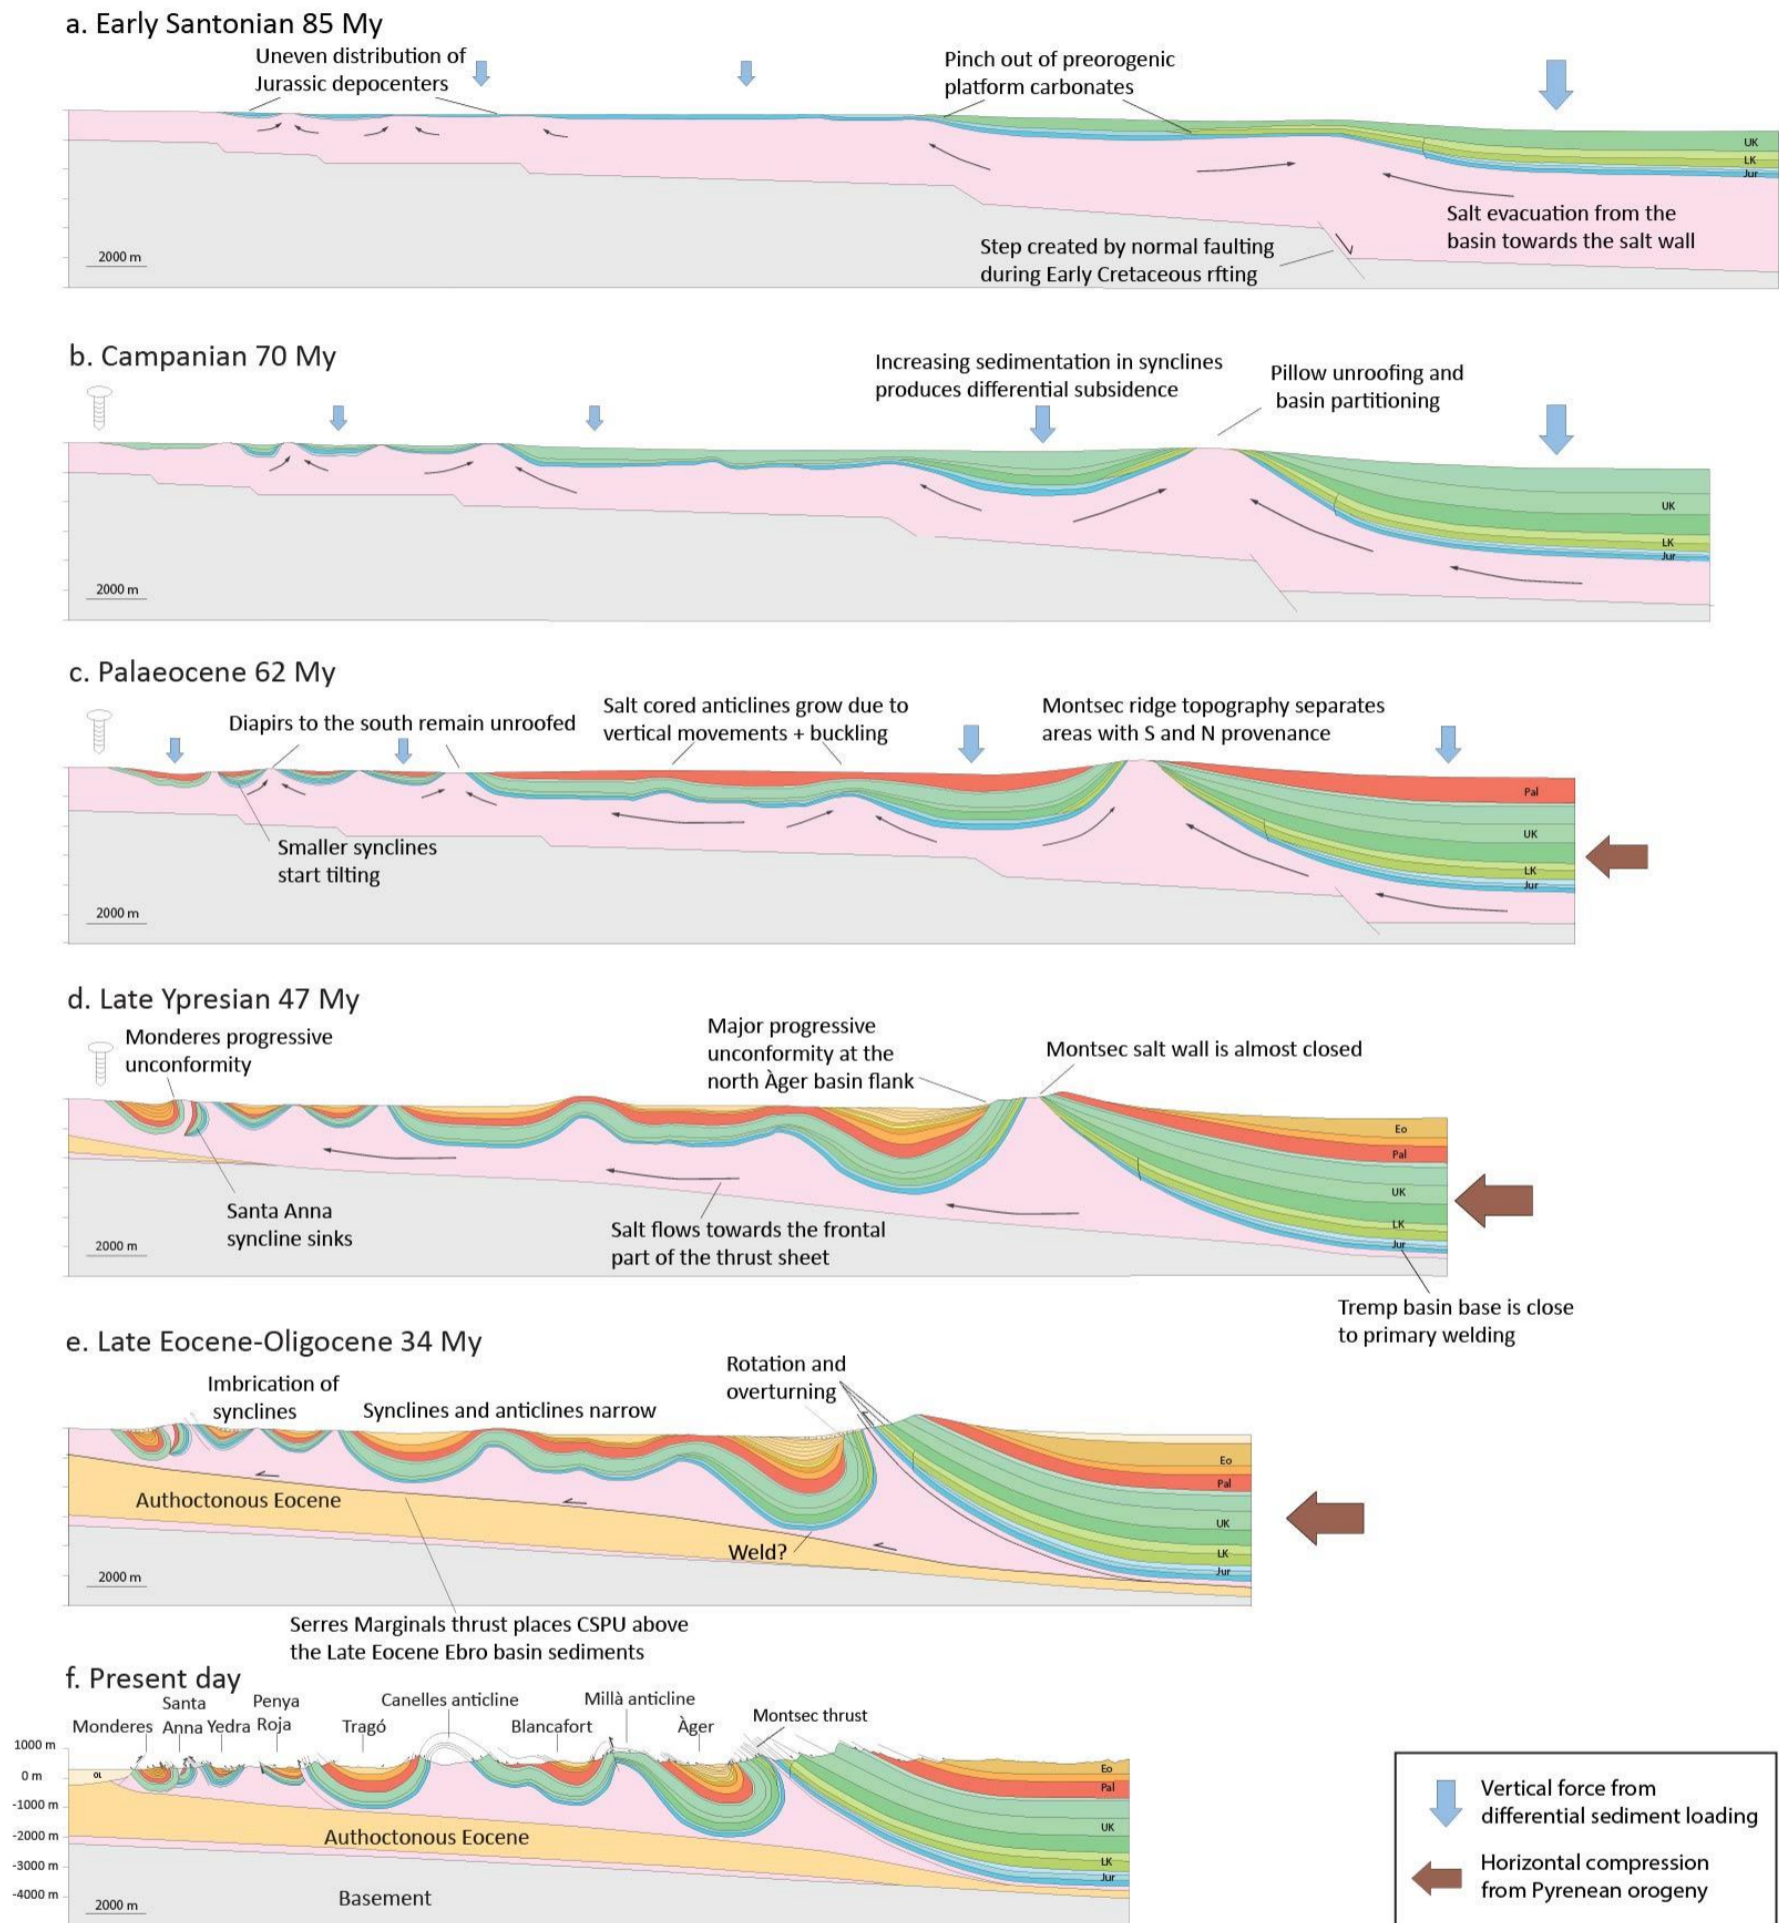 a. Early Santonian 85 My
Uneven distribution of
Jurassic depocenters
Pinch out of preorogenic
platform carbonates
UK
LK
Jur
Salt evacuation from the
basin towards the salt wall
Step created by normal faulting
during Early Cretaceous rfting
2000 m
b. Campanian 70 My
Increasing sedimentation in synclines
produces differential subsidence
Pillow unroofing and
basin partitioning
UK
LK
Jur
2000 m
c. Palaeocene 62 My
Diapirs to the south remain unroofed
Salt cored anticlines grow due to
vertical movements + buckling
Montsec ridge topography separates
areas with S and N provenance
Pal
UK
LK
Jur
Smaller synclines
start tilting
2000 m
d. Late Ypresian 47 My
Monderes progressive
unconformity
Major progressive
unconformity at the
north Àger basin flank
Montsec salt wall is almost closed
Eo
Pal
UK
LK
Jur
Santa Anna
syncline sinks
Salt flows towards the frontal
part of the thrust sheet
2000 m
Tremp basin base is close
to primary welding
e. Late Eocene-Oligocene 34 My
Imbrication of
synclines
Synclines and anticlines narrow
Rotation and
overturning
Eo
Pal
UK
LK
Jur
Authoctonous Eocene
Weld?
2000 m
Serres Marginals thrust places CSPU above
the Late Eocene Ebro basin sediments
f. Present day
Monderes
Santa
Anna
Yedra
Penya
Roja
Tragó
Canelles anticline
Blancafort
Millà anticline
Àger
Montsec thrust
1000 m
0 m
-1000 m
-2000 m
-3000 m
-4000 m
OL
Eo
Pal
UK
LK
Jur
Authoctonous Eocene
Basement
2000 m
Vertical force from
differential sediment loading
Horizontal compression
from Pyrenean orogeny